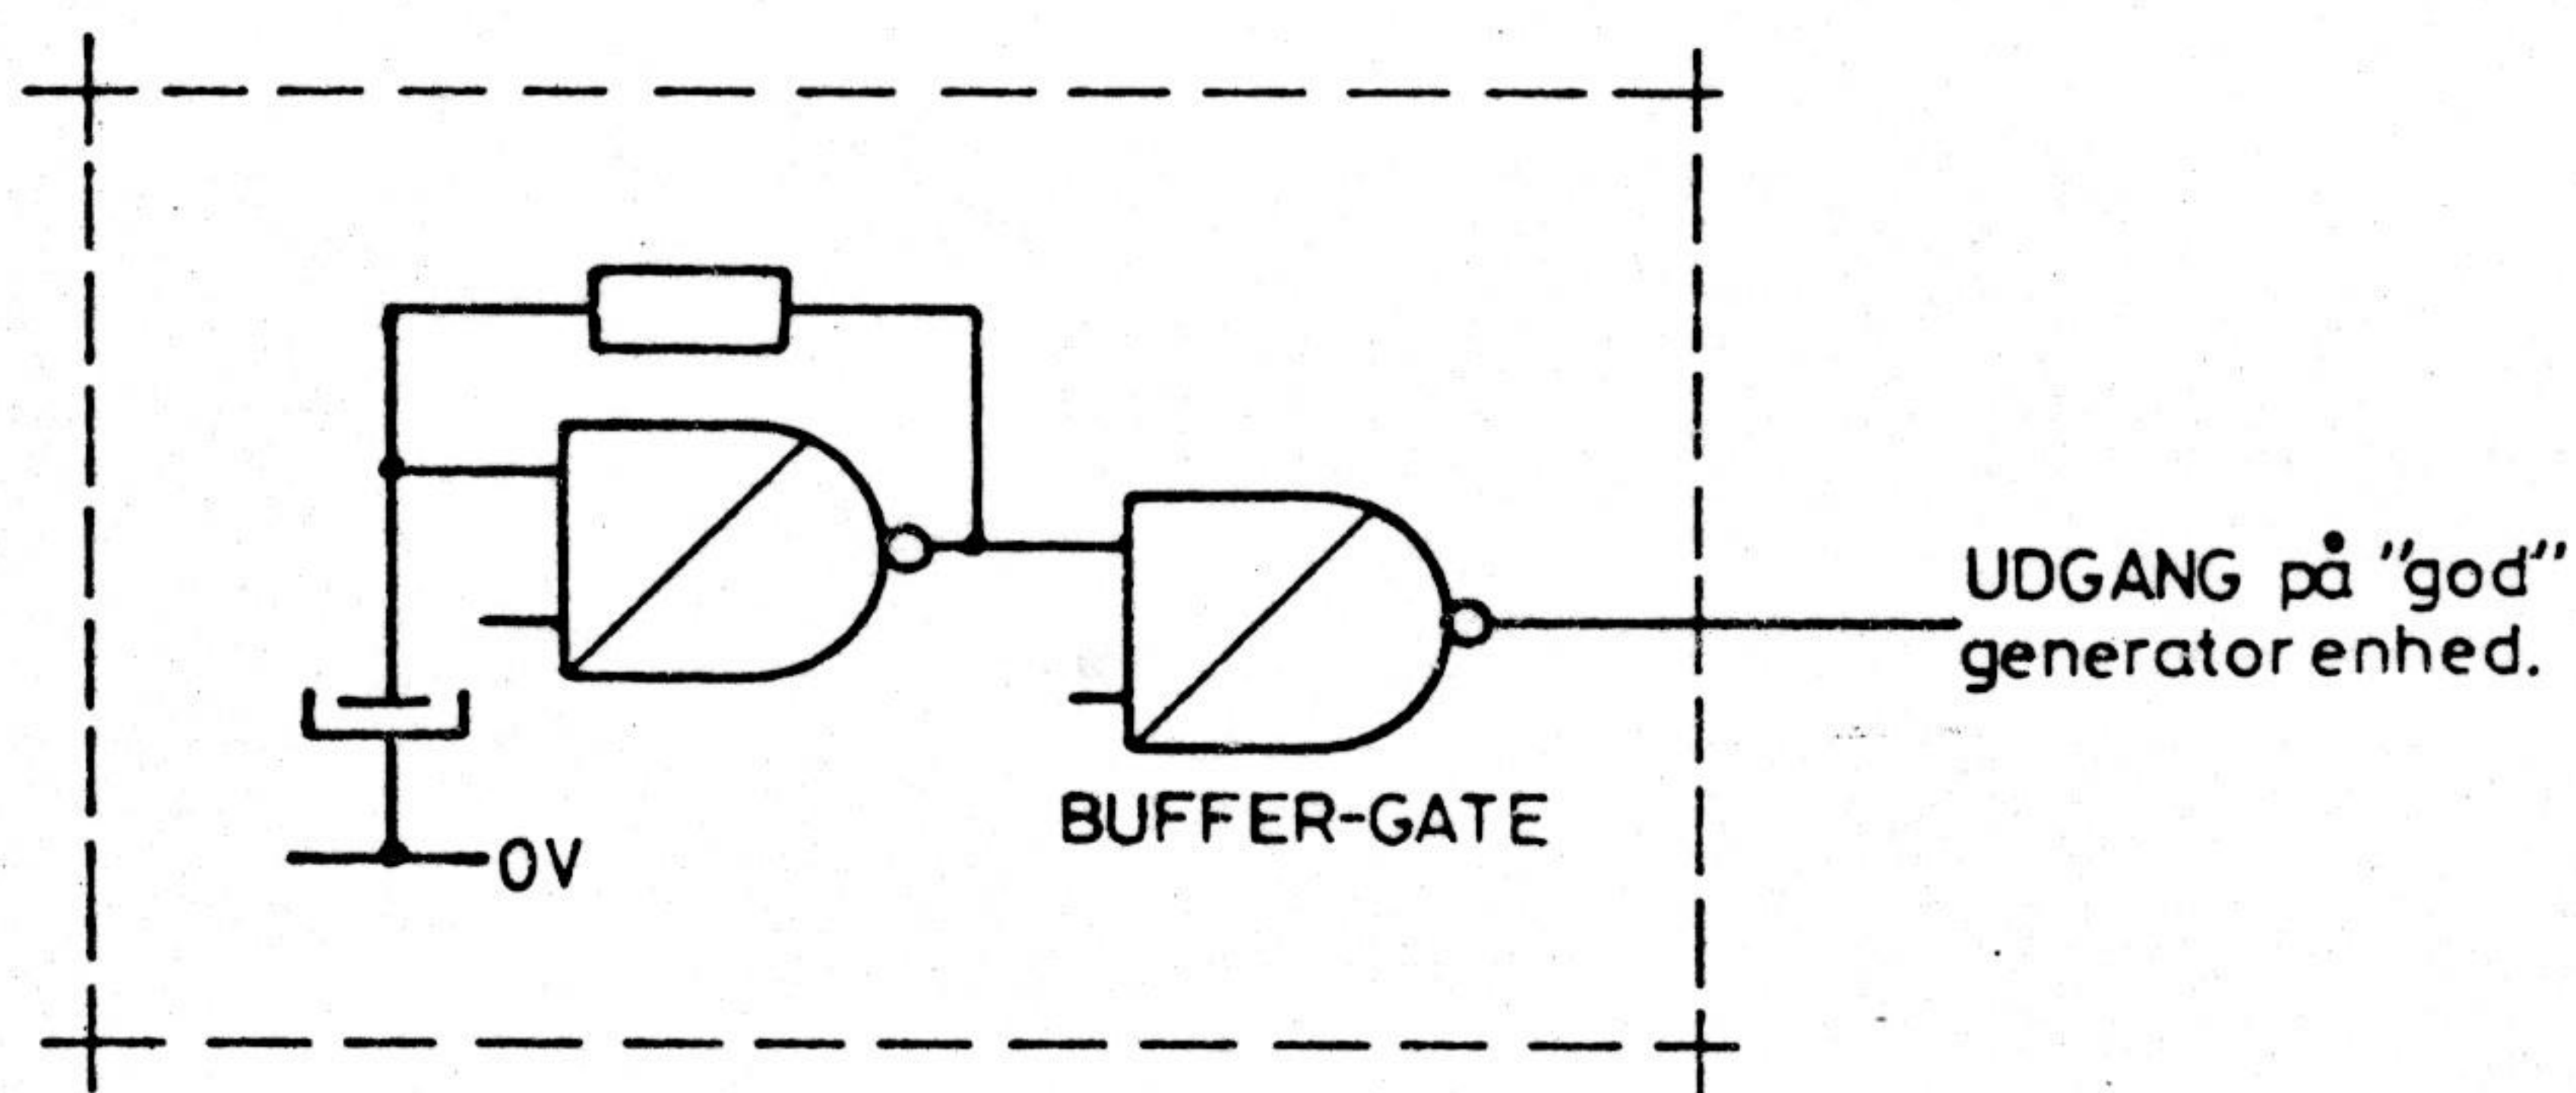 UDGANG på "god"
generator enhed.
BUFFER-GATE
0V